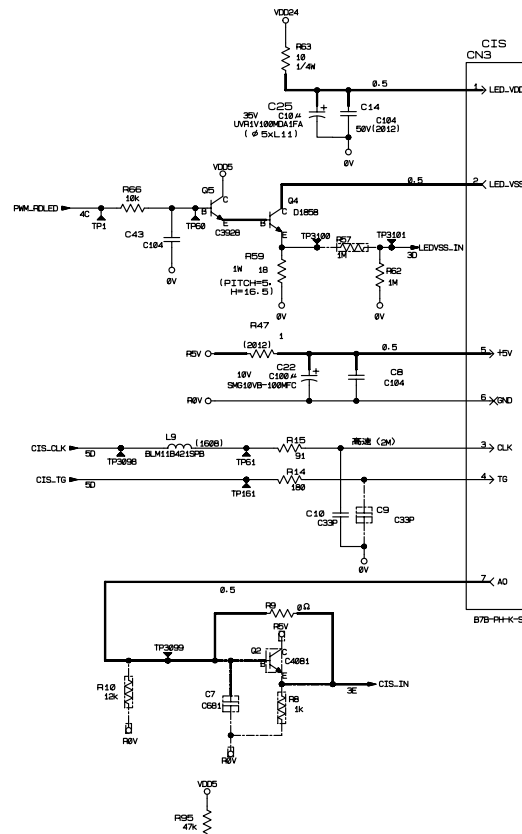 VDD24
CIS
CN3
R63
10
1/4W
0.5
1
LED_VDD
C25
35V
C10μ
UVR1V100MDA1FA
(φ5xL11)
C14
C104
50V(2012)
0V
VDD5
Q15
C
B
E
C3928
Q4
C
D1858
B
E
0.5
2
LED_VSS
PWM_RDLED
4C
TP1
R66
10k
C43
C104
0V
TP60
TP3100
R57
1M
TP3101
LEDVSS_IN
3D
R59
1W
18
(PITCH=5,
H=16.5)
0V
R62
1M
0V
R47
(2012)
1
R5V
0.5
5
+5V
C22
10V
C100μ
SMG10VB-100MFC
C8
C104
R0V
6
GND
CIS_CLK
5D
TP3098
L9
(1608)
BLM11B421SPB
TP61
R15
91
高速 (2M)
3
CLK
CIS_TG
5D
TP161
R14
180
4
TG
C10
C33P
C9
C33P
0V
7
AO
0.5
B7B-PH-K-S
R9
0Ω
R5V
TP3099
Q2
C
B
E
C4081
R10
12k
R0V
C7
C681
R8
1k
3E
CIS_IN
R0V
VDD5
R95
47K